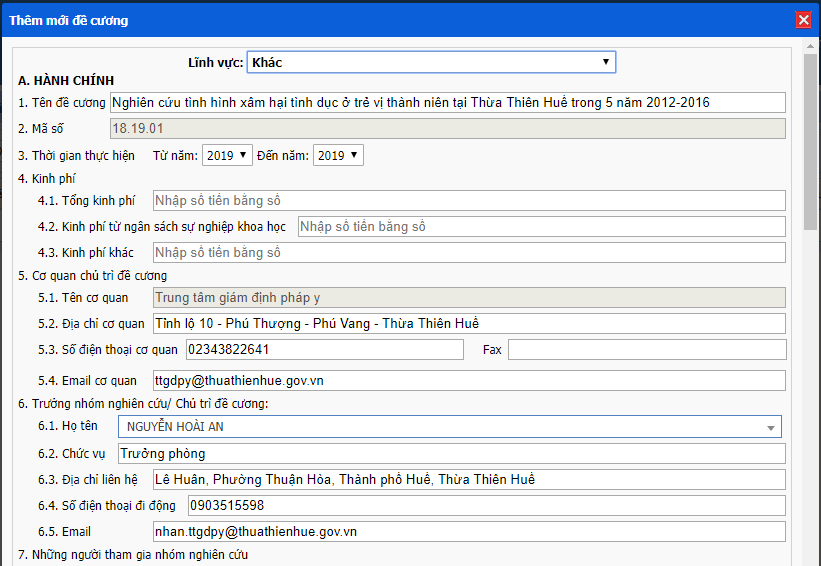 Thêm mới đề cương
Lĩnh vực: Khác
A. HÀNH CHÍNH
1. Tên đề cương Nghiên cứu tình hình xâm hại tình dục ở trẻ vị thành niên tại Thừa Thiên Huế trong 5 năm 2012-2016
2. Mã số 18.19.01
3. Thời gian thực hiện Từ năm: 2019 Đến năm: 2019
4. Kinh phí
4.1. Tổng kinh phí Nhập số tiền bằng số
4.2. Kinh phí từ ngân sách sự nghiệp khoa học Nhập số tiền bằng số
4.3. Kinh phí khác Nhập số tiền bằng số
5. Cơ quan chủ trì đề cương
5.1. Tên cơ quan Trung tâm giám định pháp y
5.2. Địa chỉ cơ quan Tỉnh lộ 10 - Phú Thượng - Phú Vang - Thừa Thiên Huế
5.3. Số điện thoại cơ quan 02343822641 Fax
5.4. Email cơ quan ttgdpy@thuathienhue.gov.vn
6. Trưởng nhóm nghiên cứu/ Chủ trì đề cương:
6.1. Họ tên NGUYỄN HOÀI AN
6.2. Chức vụ Trưởng phòng
6.3. Địa chỉ liên hệ Lê Huân, Phường Thuận Hòa, Thành phố Huế, Thừa Thiên Huế
6.4. Số điện thoại di động 0903515598
6.5. Email nhan.ttgdpy@thuathienhue.gov.vn
7. Những người tham gia nhóm nghiên cứu